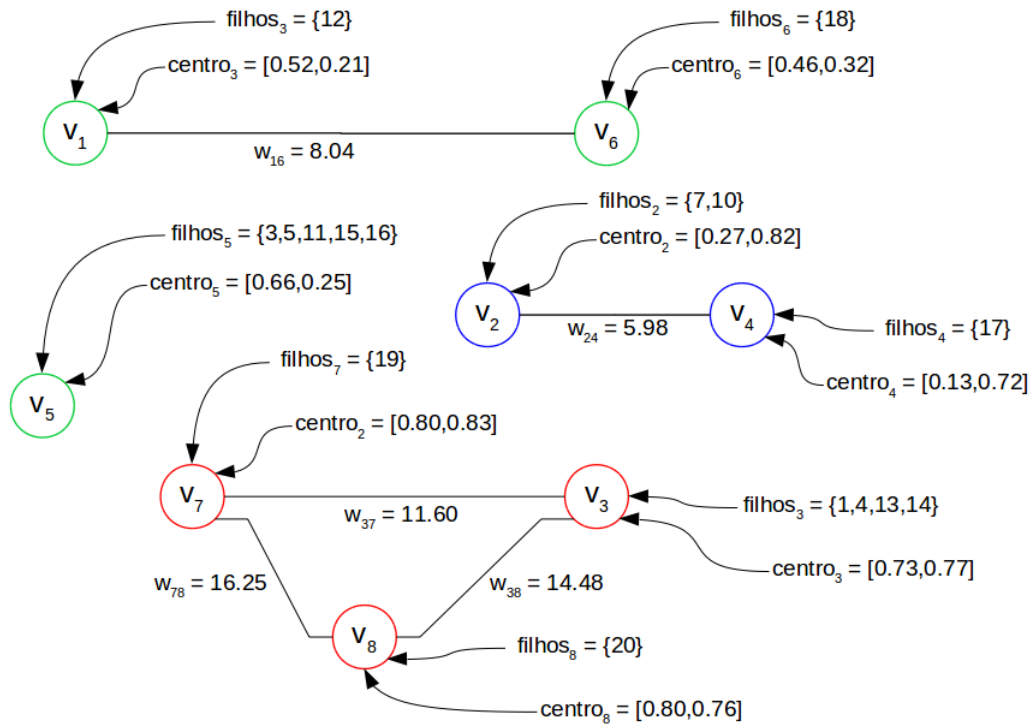 filhos₃ = {12}
centro₃ = [0.52,0.21]
v₁
w₁₆ = 8.04
filhos₆ = {18}
centro₆ = [0.46,0.32]
v₆
filhos₅ = {3,5,11,15,16}
centro₅ = [0.66,0.25]
v₅
filhos₂ = {7,10}
centro₂ = [0.27,0.82]
v₂
w₂₄ = 5.98
v₄
filhos₄ = {17}
centro₄ = [0.13,0.72]
filhos₇ = {19}
centro₂ = [0.80,0.83]
v₇
w₃₇ = 11.60
v₃
filhos₃ = {1,4,13,14}
centro₃ = [0.73,0.77]
w₇₈ = 16.25
w₃₈ = 14.48
v₈
filhos₈ = {20}
centro₈ = [0.80,0.76]